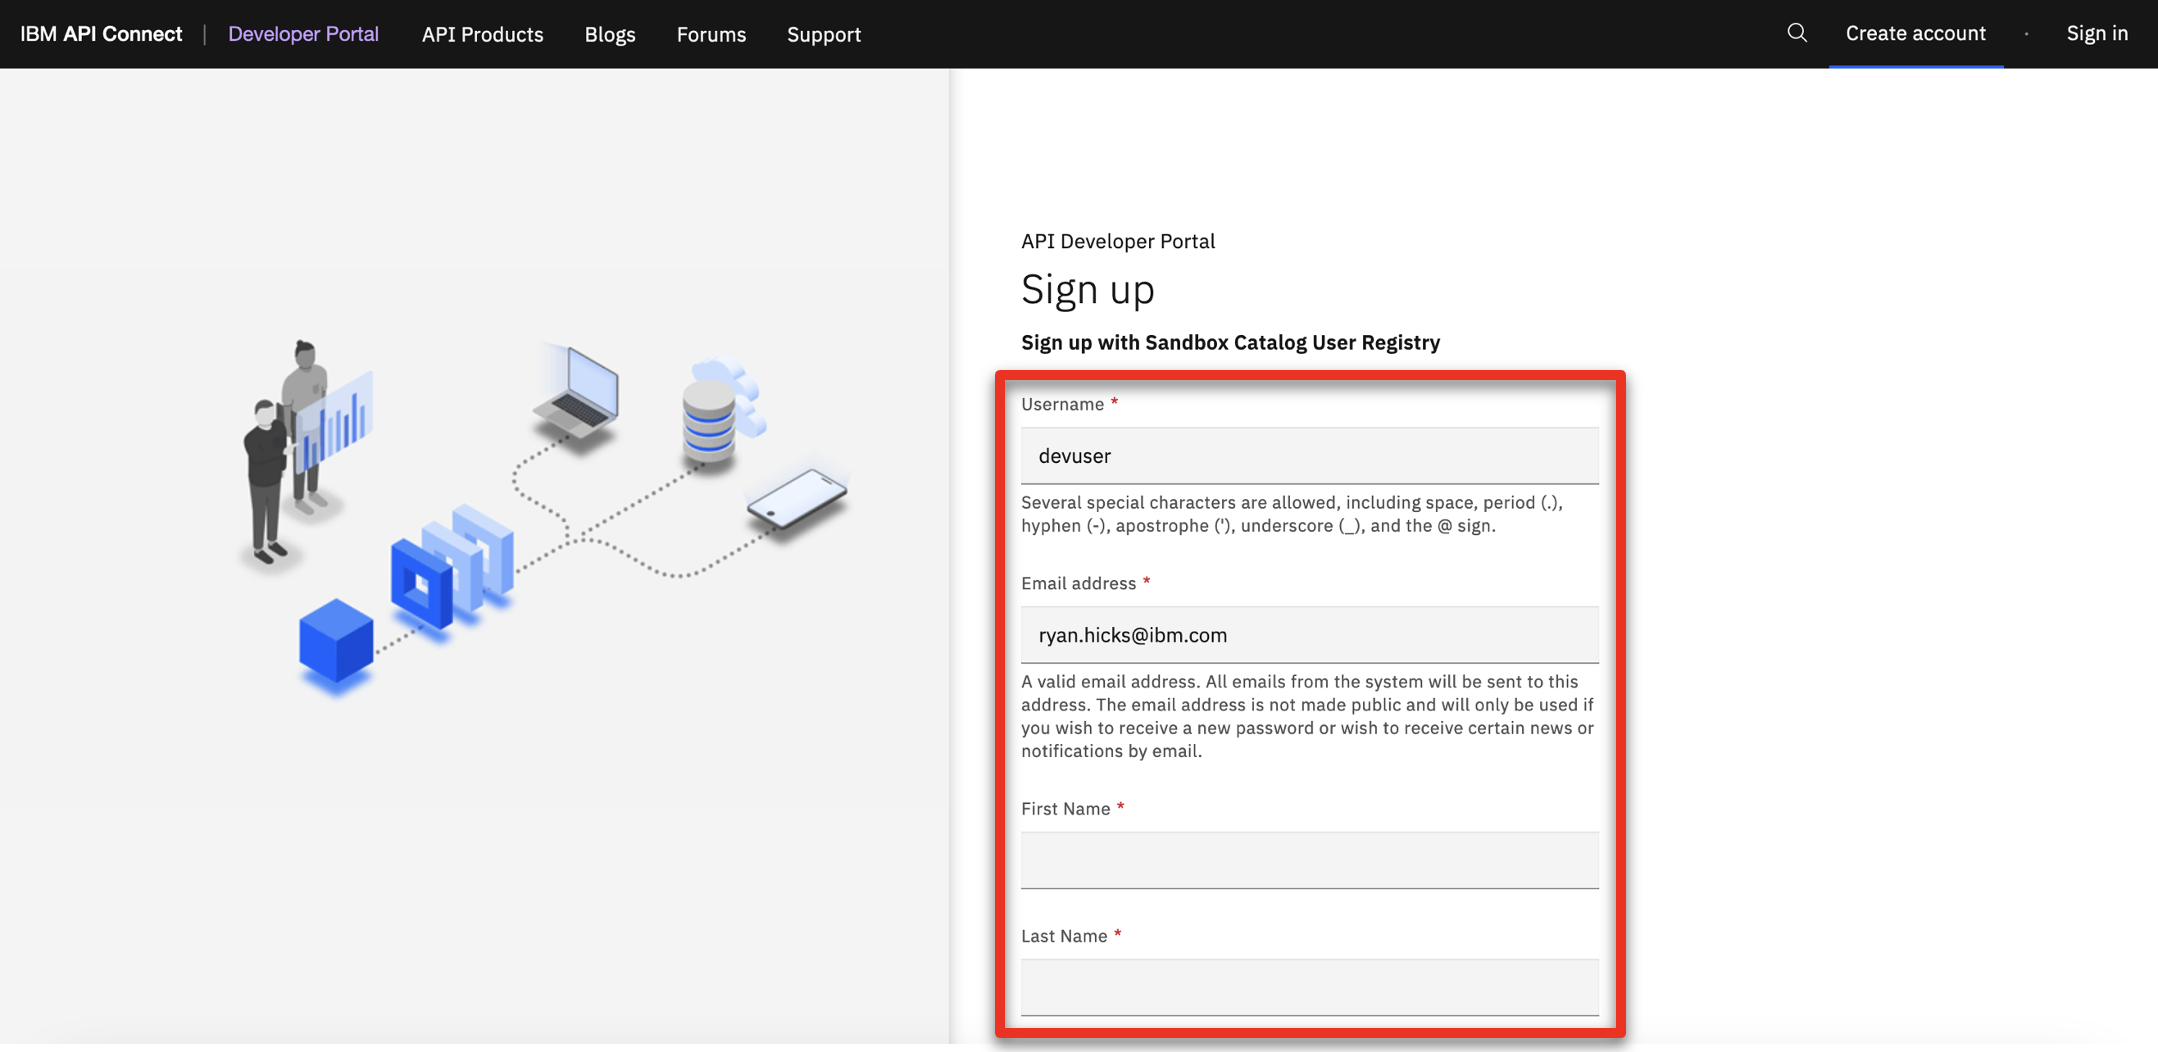 IBM API Connect | Developer Portal API Products Blogs Forums Support Create account · Sign in
API Developer Portal
Sign up
Sign up with Sandbox Catalog User Registry
Username *
devuser
Several special characters are allowed, including space, period (.),
hyphen (-), apostrophe ('), underscore (_), and the @ sign.
Email address *
ryan.hicks@ibm.com
A valid email address. All emails from the system will be sent to this
address. The email address is not made public and will only be used if
you wish to receive a new password or wish to receive certain news or
notifications by email.
First Name *
Last Name *